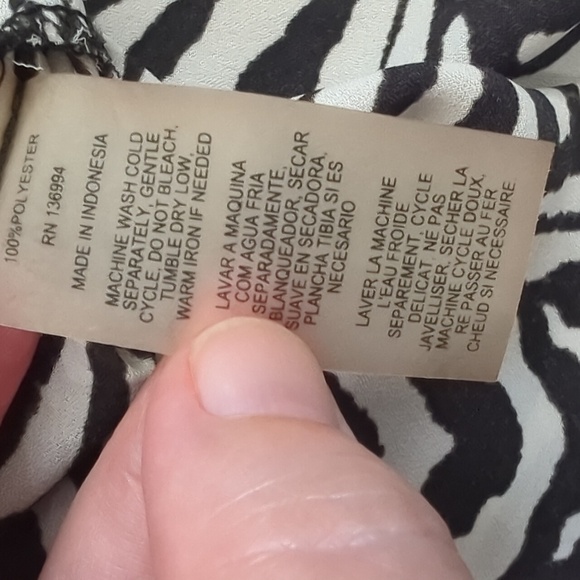 100%POLYESTER
RN 136994
MADE IN INDONESIA
MACHINE WASH COLD
SEPARATELY, GENTLE
CYCLE, DO NOT BLEACH,
TUMBLE DRY LOW,
WARM IRON IF NEEDED
LAVAR A MAQUINA
COM AGUA FRIA
SEPARADAMENTE,
BLANQUEADOR, SECAR
SUAVE EN SECADORA,
PLANCHA TIBIA SI ES
NECESARIO
LAVER LA MACHINE
L'EAU FROIDE
SEPAREMENT, CYCLE
DELICAT, NE PAS
JAVELLISER, SECHER LA
MACHINE CYCLE DOUX,
RE PASSER AU FER
CHEUD SI NECESSAIRE